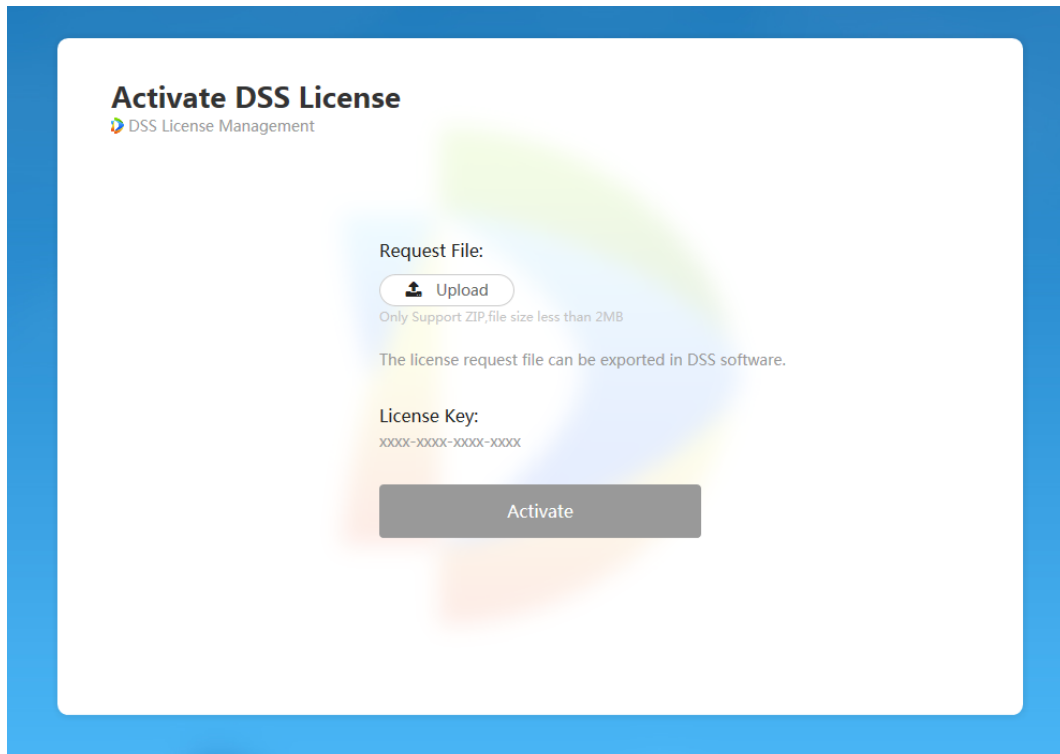 Activate DSS License
DSS License Management
Request File:
Upload
Only Support ZIP,file size less than 2MB
The license request file can be exported in DSS software.
License Key:
xxxx-xxxx-xxxx-xxxx
Activate